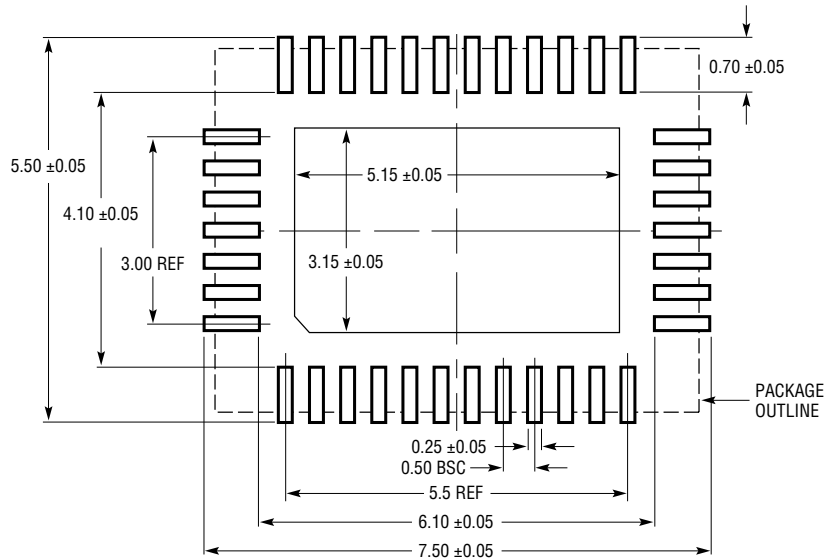 0.70 ±0.05
5.50 ±0.05
5.15 ±0.05
4.10 ±0.05
3.00 REF
3.15 ±0.05
PACKAGE
OUTLINE
0.25 ±0.05
0.50 BSC
5.5 REF
6.10 ±0.05
7.50 ±0.05